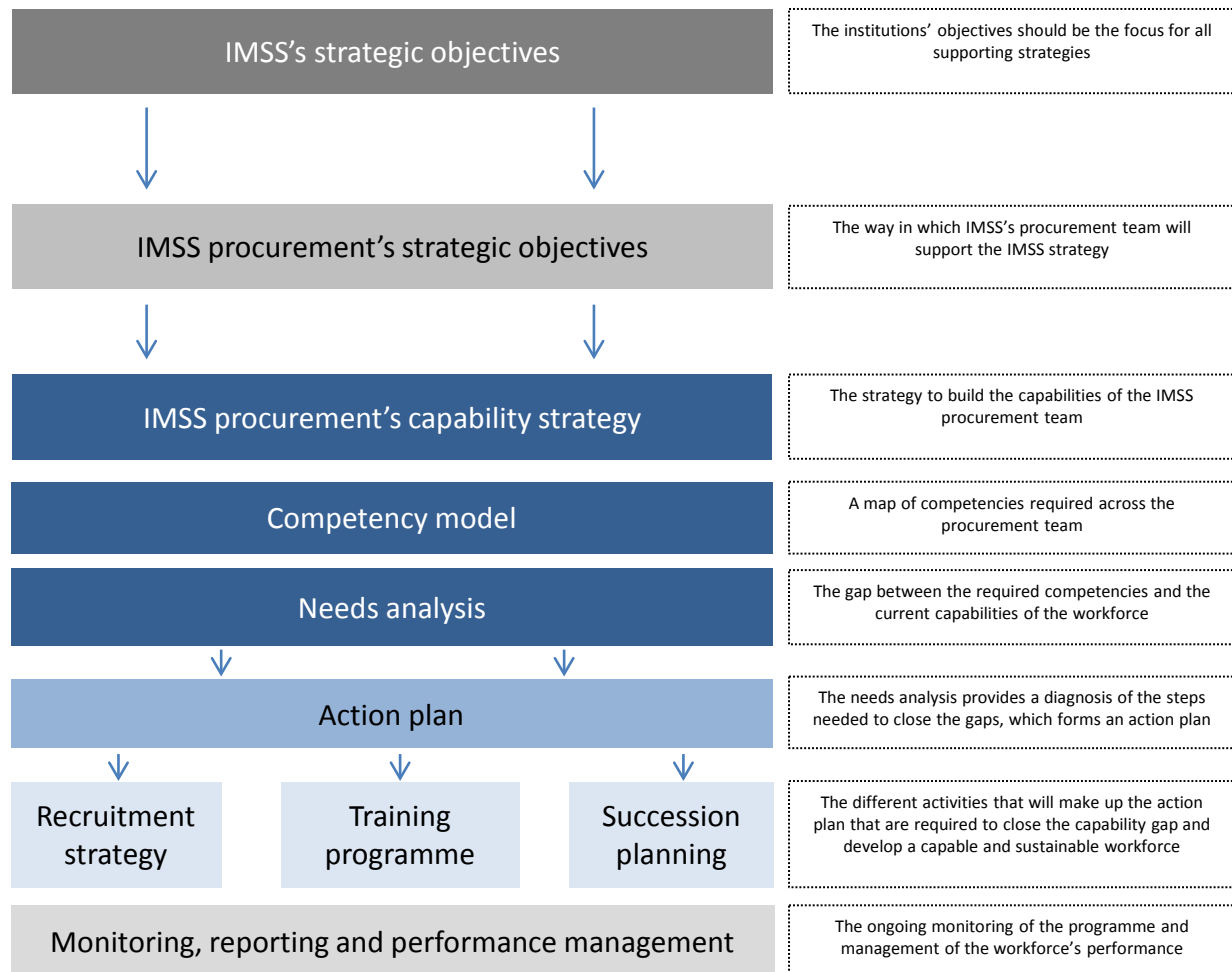 IMSS's strategic objectives
The institutions' objectives should be the focus for all
supporting strategies
IMSS procurement's strategic objectives
The way in which IMSS's procurement team will
support the IMSS strategy
IMSS procurement's capability strategy
The strategy to build the capabilities of the IMSS
procurement team
Competency model
A map of competencies required across the
procurement team
Needs analysis
The gap between the required competencies and the
current capabilities of the workforce
Action plan
The needs analysis provides a diagnosis of the steps
needed to close the gaps, which forms an action plan
Recruitment
strategy
Training
programme
Succession
planning
The different activities that will make up the action
plan that are required to close the capability gap and
develop a capable and sustainable workforce
Monitoring, reporting and performance management
The ongoing monitoring of the programme and
management of the workforce's performance